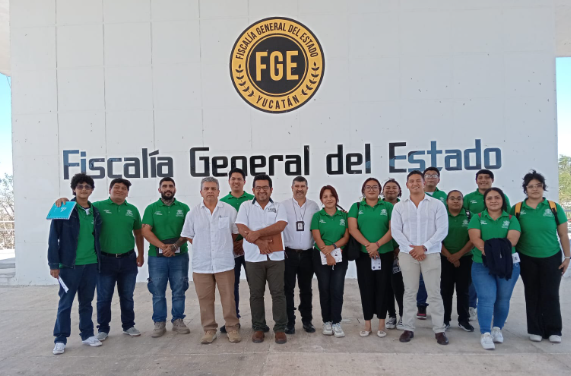 FISCALÍA GENERAL DEL ESTADO
FGE
YUCATÁN
Fiscalía General del Estado